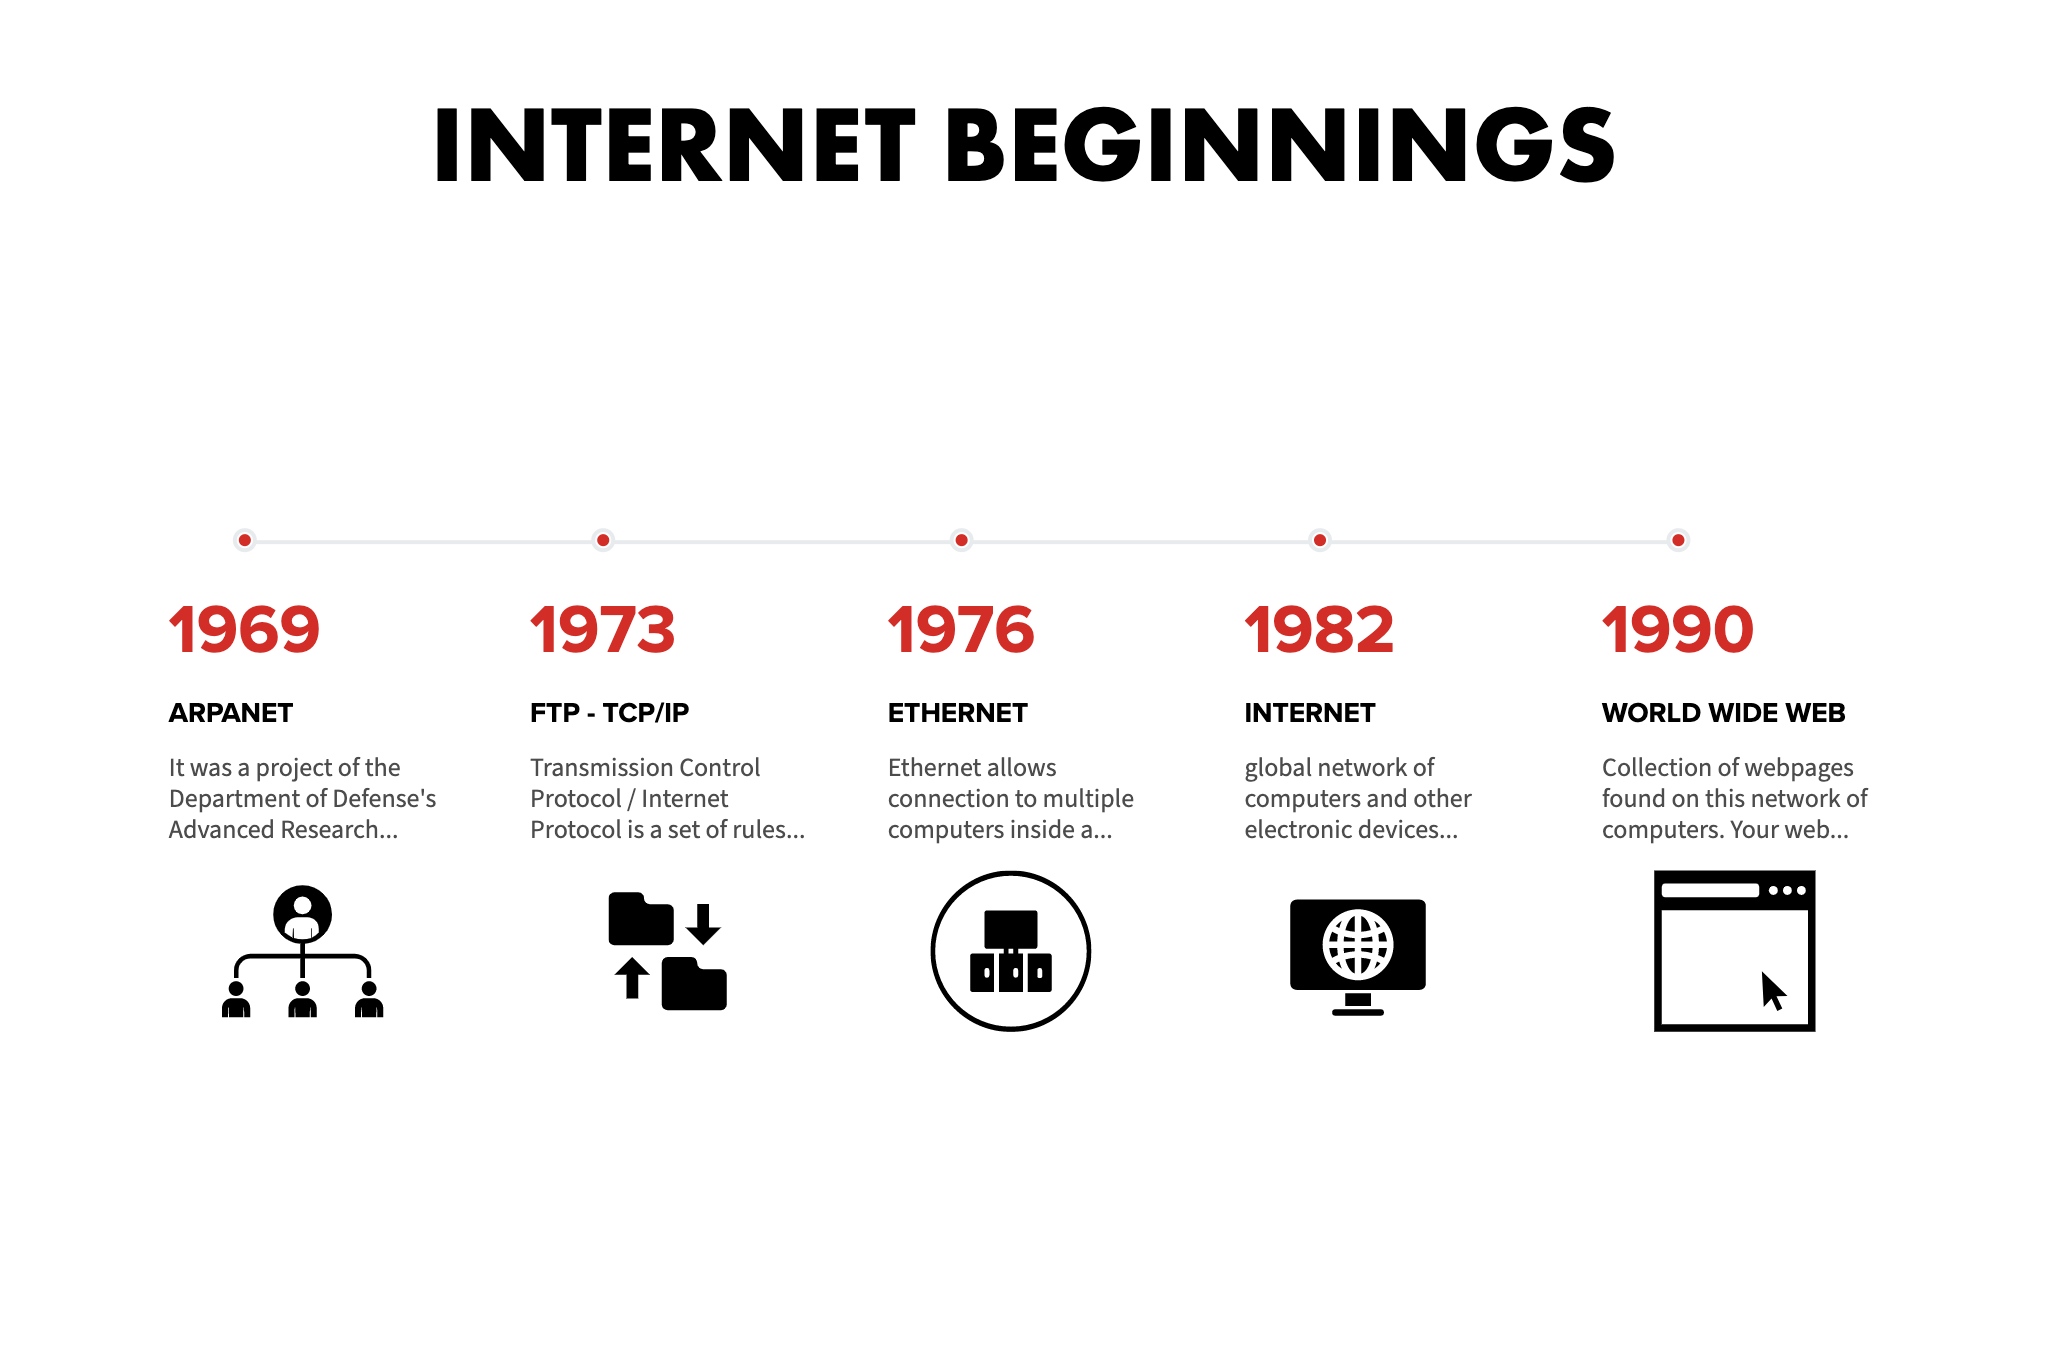 INTERNET BEGINNINGS
1969
ARPANET
It was a project of the
Department of Defense's
Advanced Research...
1973
FTP - TCP/IP
Transmission Control
Protocol / Internet
Protocol is a set of rules...
1976
ETHERNET
Ethernet allows
connection to multiple
computers inside a...
1982
INTERNET
global network of
computers and other
electronic devices...
1990
WORLD WIDE WEB
Collection of webpages
found on this network of
computers. Your web...